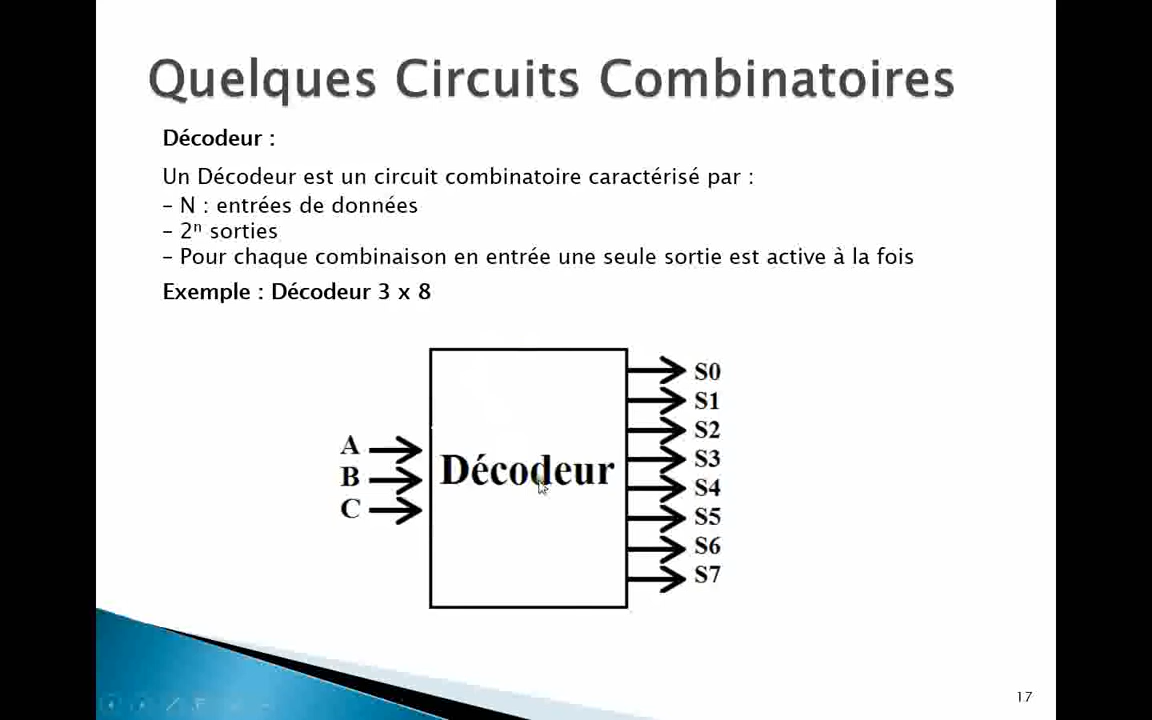 Quelques Circuits Combinatoires
Décodeur :
Un Décodeur est un circuit combinatoire caractérisé par :
– N : entrées de données
– 2ⁿ sorties
– Pour chaque combinaison en entrée une seule sortie est active à la fois
Exemple : Décodeur 3 x 8
A
B
C
Décodeur
S0
S1
S2
S3
S4
S5
S6
S7
17